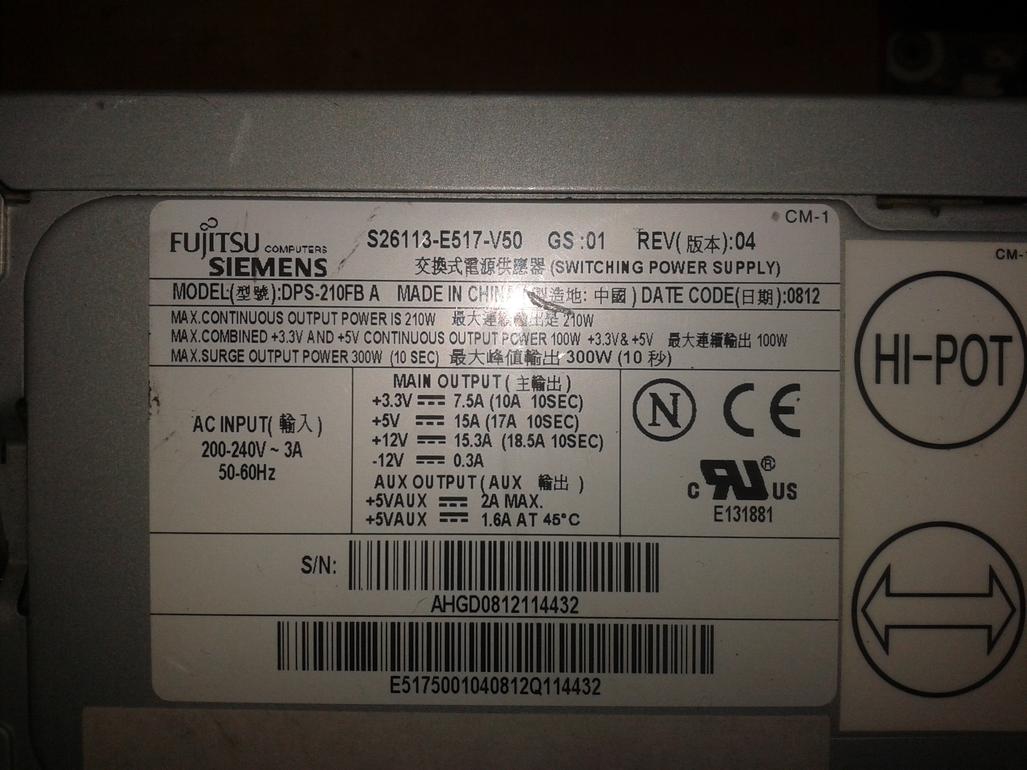 CM-1
FUJITSU COMPUTERS
SIEMENS
S26113-E517-V50 GS :01 REV(版本):04
交換式電源供應器 (SWITCHING POWER SUPPLY)
MODEL(型號):DPS-210FB A MADE IN CHINA 製造地: 中國) DATE CODE(日期):0812
MAX.CONTINUOUS OUTPUT POWER IS 210W 最大連續輸出是 210W
MAX.COMBINED +3.3V AND +5V CONTINUOUS OUTPUT POWER 100W +3.3V& +5V 最大連續輸出 100W
MAX.SURGE OUTPUT POWER 300W (10 SEC) 最大峰值輸出 300W (10 秒)
AC INPUT( 輸入 )
200-240V ~ 3A
50-60Hz
MAIN OUTPUT ( 主輸出 )
+3.3V 7.5A (10A 10SEC)
+5V 15A (17A 10SEC)
+12V 15.3A (18.5A 10SEC)
-12V 0.3A
AUX OUTPUT ( AUX 輸出 )
+5VAUX 2A MAX.
+5VAUX 1.6A AT 45°C
N CE
c RU ® US
E131881
S/N:
AHGD0812114432
E5175001040812Q114432
CM-1
HI-POT